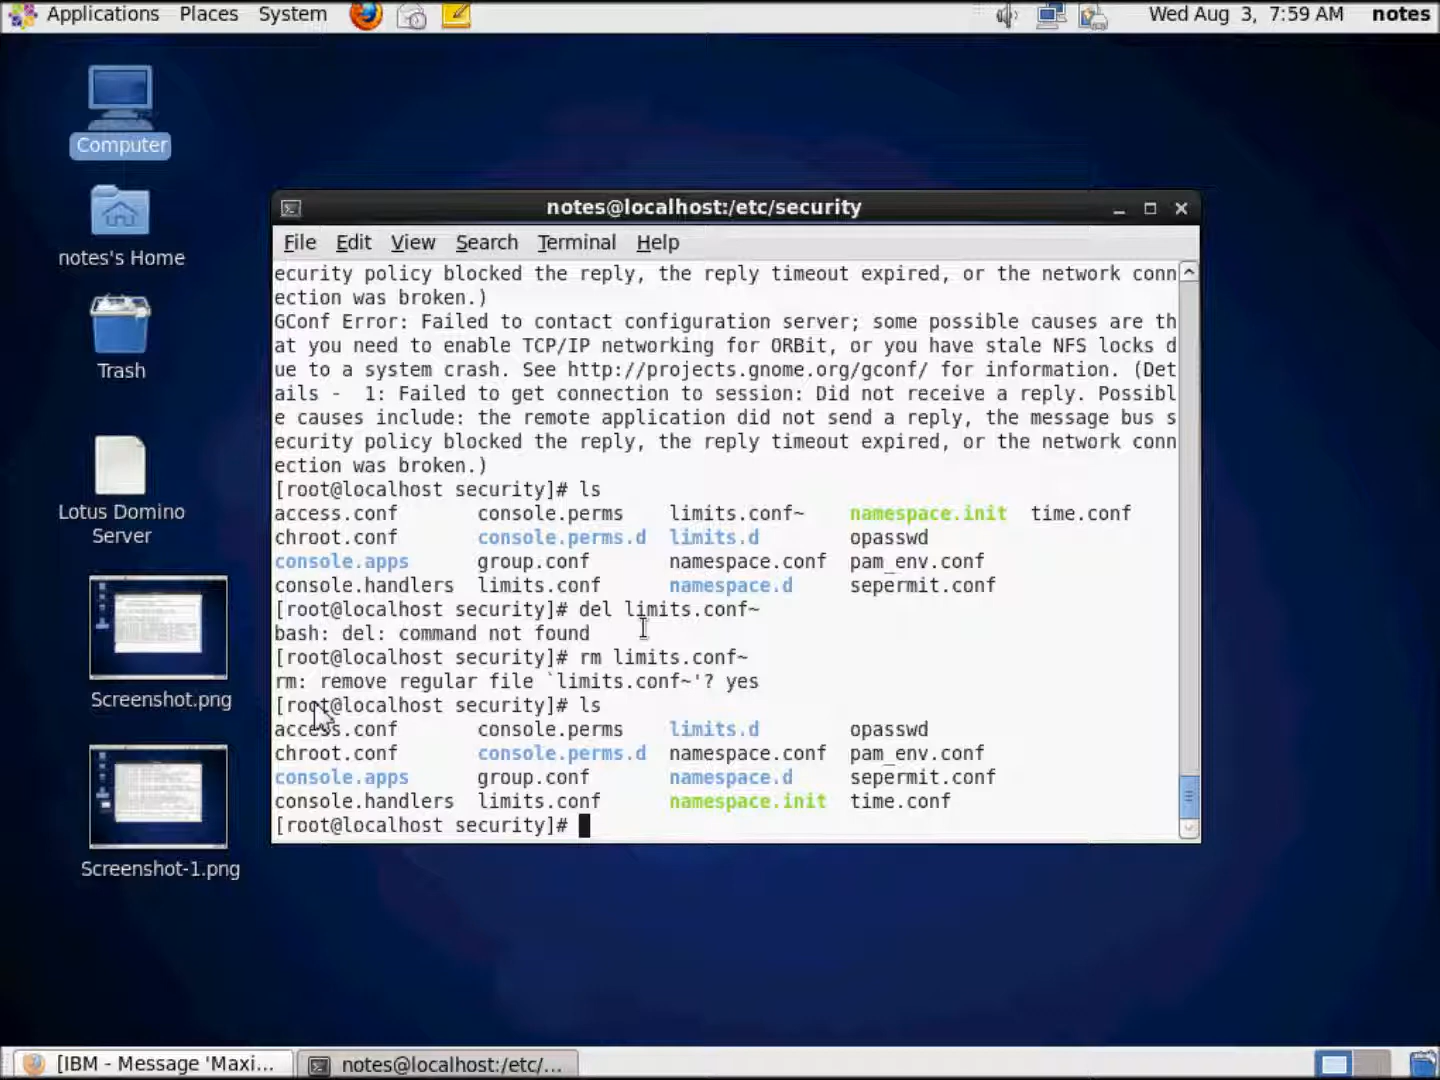 Applications Places System Wed Aug 3, 7:59 AM notes
Computer
notes's Home
Trash
Lotus Domino
Server
Screenshot.png
Screenshot-1.png
notes@localhost:/etc/security
File Edit View Search Terminal Help
ecurity policy blocked the reply, the reply timeout expired, or the network conn
ection was broken.)
GConf Error: Failed to contact configuration server; some possible causes are th
at you need to enable TCP/IP networking for ORBit, or you have stale NFS locks d
ue to a system crash. See http://projects.gnome.org/gconf/ for information. (Det
ails -  1: Failed to get connection to session: Did not receive a reply. Possibl
e causes include: the remote application did not send a reply, the message bus s
ecurity policy blocked the reply, the reply timeout expired, or the network conn
ection was broken.)
[root@localhost security]# ls
access.conf console.perms limits.conf~ namespace.init time.conf
chroot.conf console.perms.d limits.d opasswd
console.apps group.conf namespace.conf pam_env.conf
console.handlers limits.conf namespace.d sepermit.conf
[root@localhost security]# del limits.conf~
bash: del: command not found
[root@localhost security]# rm limits.conf~
rm: remove regular file `limits.conf~'? yes
[root@localhost security]# ls
access.conf console.perms limits.d opasswd
chroot.conf console.perms.d namespace.conf pam_env.conf
console.apps group.conf namespace.d sepermit.conf
console.handlers limits.conf namespace.init time.conf
[root@localhost security]#
[IBM - Message 'Maxi... notes@localhost:/etc/...